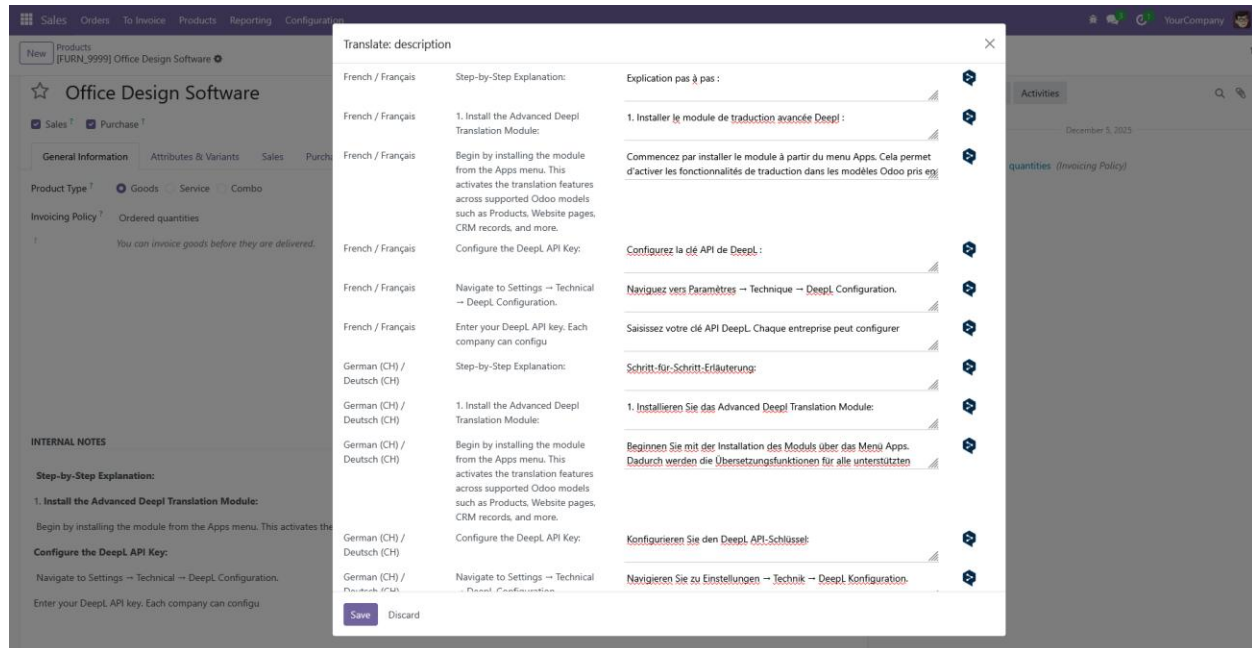 Sales Orders To Invoice Products Reporting Configuration
YourCompany
New
Products
[FURN_9999] Office Design Software
Office Design Software
Sales ? Purchase ?
General Information Attributes & Variants Sales
Product Type ? Goods Service Combo
Invoicing Policy ? Ordered quantities
? You can invoice goods before they are delivered.
INTERNAL NOTES
Step-by-Step Explanation:
1. Install the Advanced Deepl Translation Module:
Begin by installing the module from the Apps menu. This activates the
Configure the DeepL API Key:
Navigate to Settings → Technical → DeepL Configuration.
Enter your DeepL API key. Each company can configu
Translate: description
French / Français
Step-by-Step Explanation:
Explication pas à pas :
French / Français
1. Install the Advanced Deepl
Translation Module:
1. Installer le module de traduction avancée Deepl :
French / Français
Begin by installing the module
from the Apps menu. This
activates the translation features
across supported Odoo models
such as Products, Website pages,
CRM records, and more.
Commencez par installer le module à partir du menu Apps. Cela permet
d'activer les fonctionnalités de traduction dans les modèles Odoo pris en
French / Français
Configure the DeepL API Key:
Configurez la clé API de DeepL :
French / Français
Navigate to Settings → Technical
→ DeepL Configuration.
Naviguez vers Paramètres → Technique → DeepL Configuration.
French / Français
Enter your DeepL API key. Each
company can configu
Saisissez votre clé API DeepL. Chaque entreprise peut configurer
German (CH) /
Deutsch (CH)
Step-by-Step Explanation:
Schritt-für-Schritt-Erläuterung:
German (CH) /
Deutsch (CH)
1. Install the Advanced Deepl
Translation Module:
1. Installieren Sie das Advanced Deepl Translation Module:
German (CH) /
Deutsch (CH)
Begin by installing the module
from the Apps menu. This
activates the translation features
across supported Odoo models
such as Products, Website pages,
CRM records, and more.
Beginnen Sie mit der Installation des Moduls über das Menü Apps.
Dadurch werden die Übersetzungsfunktionen für alle unterstützten
German (CH) /
Deutsch (CH)
Configure the DeepL API Key:
Konfigurieren Sie den DeepL API-Schlüssel:
German (CH) /
Deutsch (CH)
Navigate to Settings → Technical
→ DeepL Configuration.
Navigieren Sie zu Einstellungen → Technik → DeepL Konfiguration.
Save Discard
Activities
December 5, 2025
quantities (Invoicing Policy)